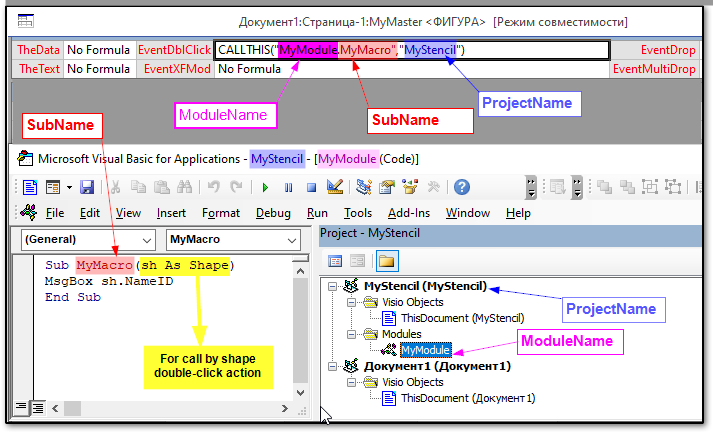 Документ1:Страница-1:MyMaster <ФИГУРА> [Режим совместимости]
TheData No Formula EventDblClick CALLTHIS("MyModule.MyMacro","MyStencil") EventDrop
TheText No Formula EventXFMod No Formula EventMultiDrop
ModuleName
SubName
ProjectName
SubName
Microsoft Visual Basic for Applications - MyStencil - [MyModule (Code)]
File Edit View Insert Format Debug Run Tools Add-Ins Window Help
(General) MyMacro
Project - MyStencil
Sub MyMacro(sh As Shape)
MsgBox sh.NameID
End Sub
For call by shape
double-click action
MyStencil (MyStencil)
Visio Objects
ThisDocument (MyStencil)
Modules
MyModule
Документ1 (Документ1)
Visio Objects
ThisDocument (Документ1)
ProjectName
ModuleName